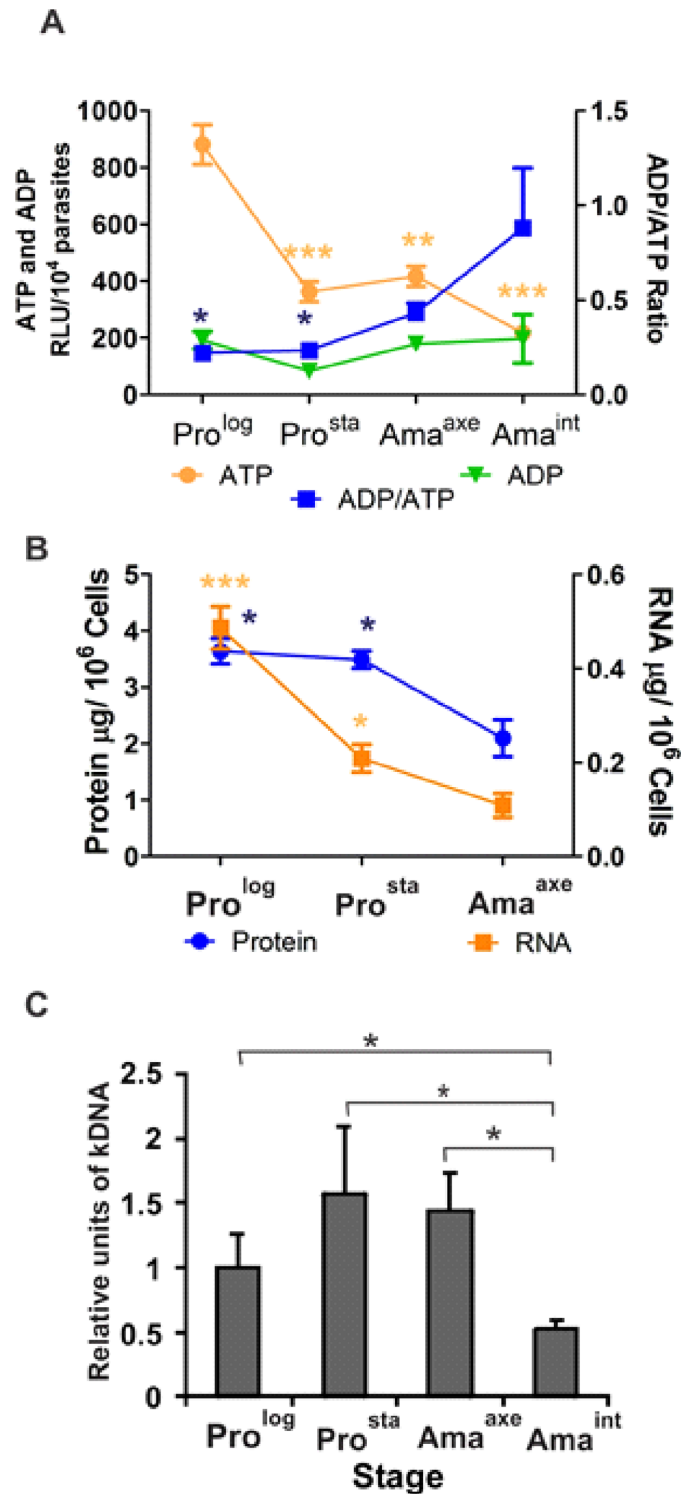 A
ATP and ADP
RLU/10⁴ parasites
1000
800
600
400
200
0
1.5
1.0
0.5
0.0
ADP/ATP Ratio
*
***
*
**
***
Pro^log Pro^sta Ama^axe Ama^int
ATP
ADP
ADP/ATP
B
Protein µg/ 10⁶ Cells
5
4
3
2
1
0
0.6
0.4
0.2
0.0
RNA µg/ 10⁶ Cells
***
*
*
*
Pro^log Pro^sta Ama^axe
Protein RNA
C
Relative units of kDNA
2.5
2
1.5
1
0.5
0
*
*
*
Pro^log Pro^sta Ama^axe Ama^int
Stage